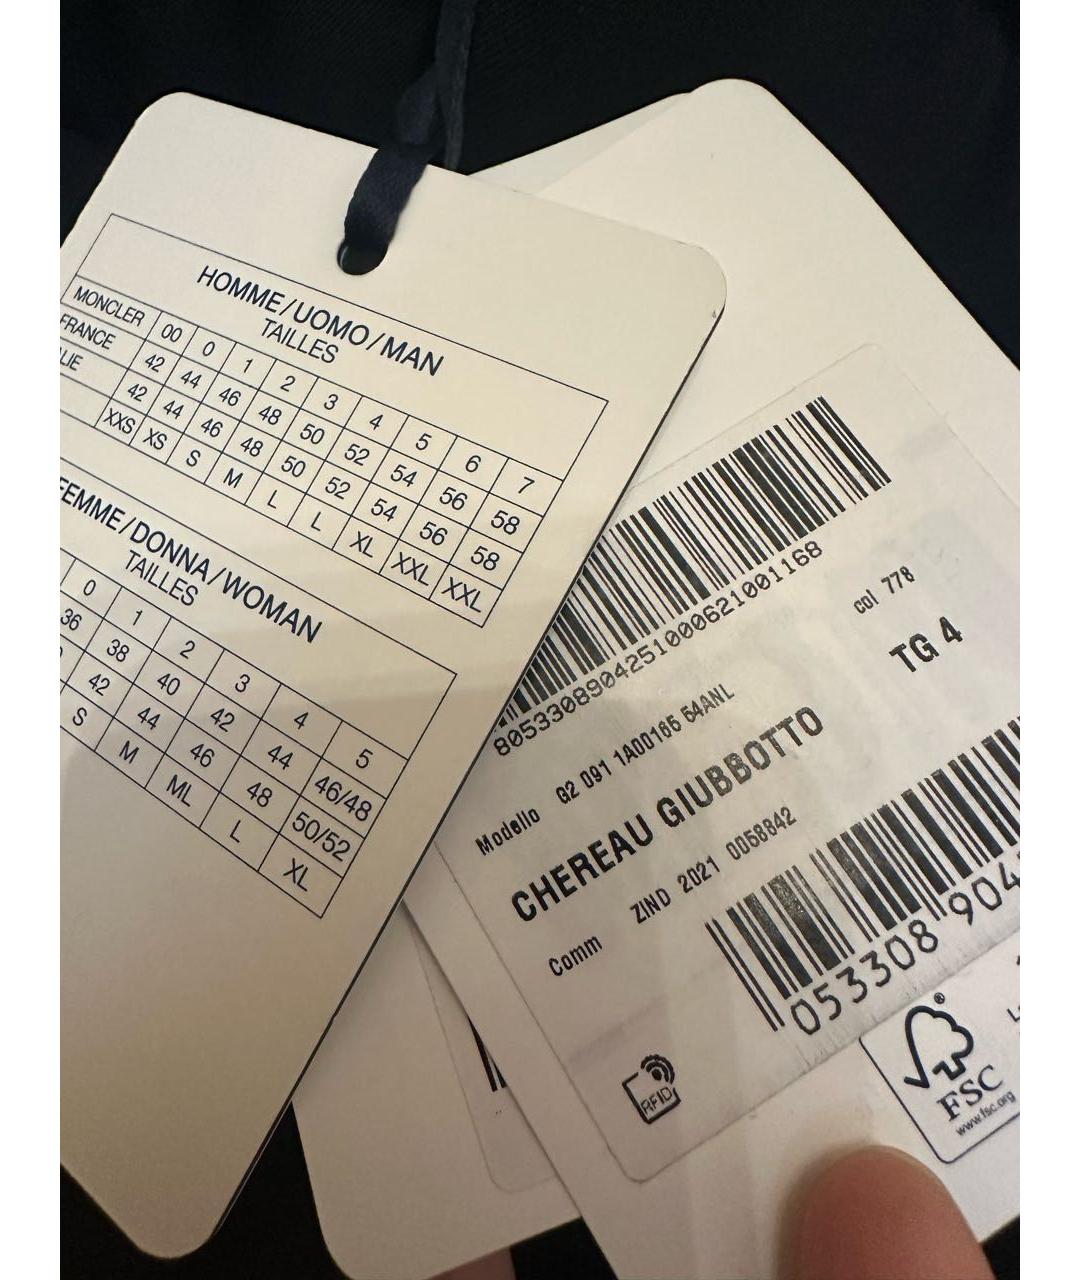 HOMME/UOMO/MAN
TAILLES
MONCLER 00 0 1 2 3 4 5 6 7
FRANCE 42 44 46 48 50 52 54 56 58
LIE 42 44 46 48 50 52 54 56 58
XXS XS S M L L XL XXL XXL
FEMME/DONNA/WOMAN
TAILLES
0 1 2 3 4 5
36 38 40 42 44 46/48
42 44 46 48 50/52
S M ML L XL
8053308904251000621001168
col 778
TG 4
Modello G2 091 1A00165 54ANL
CHEREAU GIUBBOTTO
Comm ZIND 2021 0058842
053308 904
RFID
®
FSC
www.fsc.org